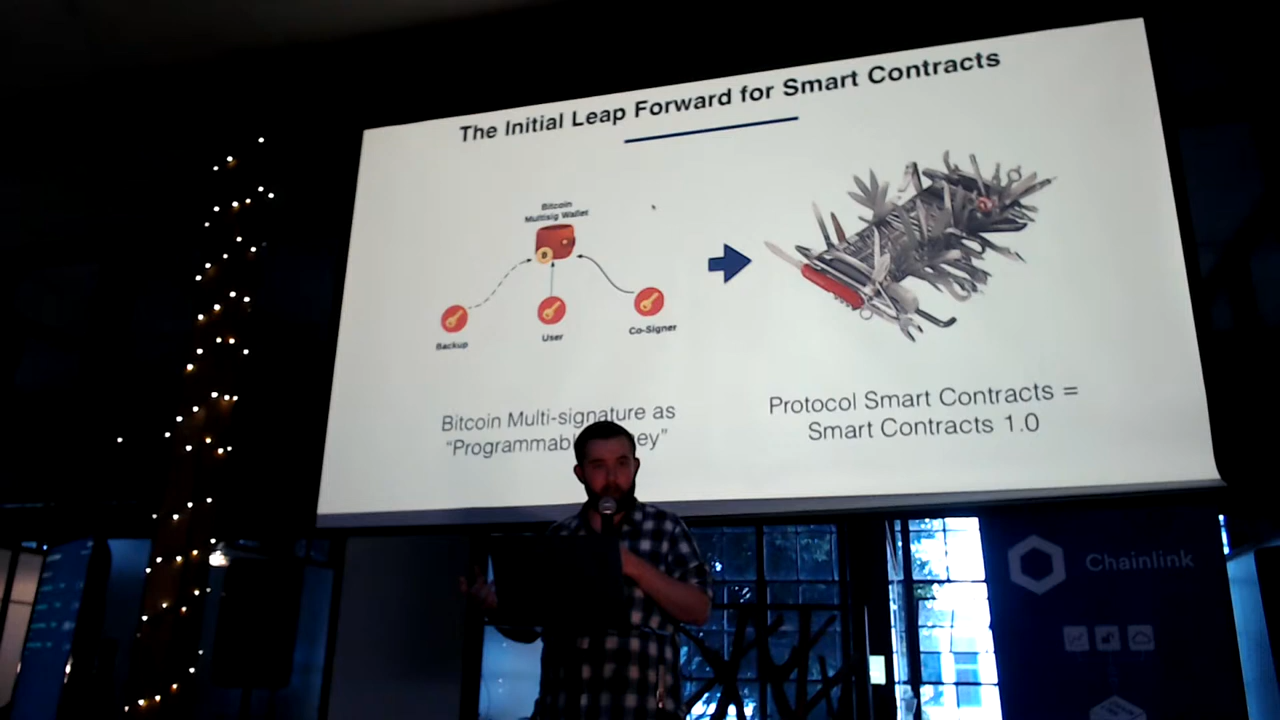 The Initial Leap Forward for Smart Contracts
Bitcoin
Multisig Wallet
Backup
User
Co-Signer
Bitcoin Multi-signature as
"Programmab ey"
Protocol Smart Contracts =
Smart Contracts 1.0
Chainlink